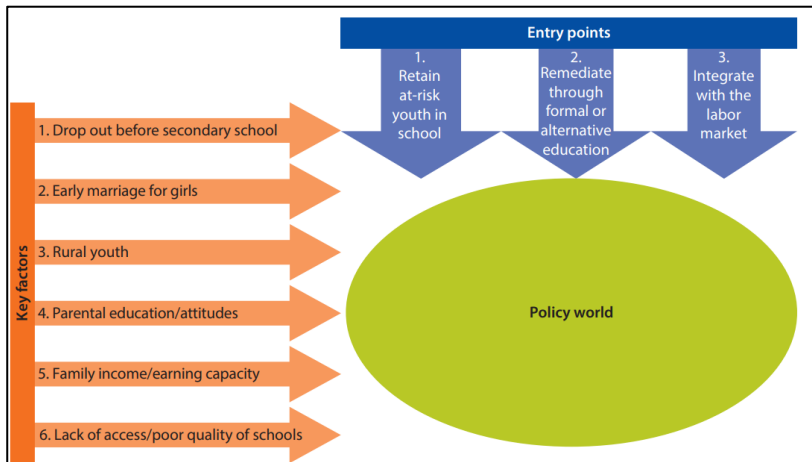 Entry points
1.
Retain
at-risk
youth in
school
2.
Remediate
through
formal or
alternative
education
3.
Integrate
with the
labor
market
Key factors
1. Drop out before secondary school
2. Early marriage for girls
3. Rural youth
4. Parental education/attitudes
5. Family income/earning capacity
6. Lack of access/poor quality of schools
Policy world